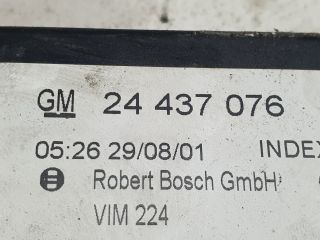 GM 24 437 076
05:26 29/08/01 INDEX
Robert Bosch GmbH
VIM 224